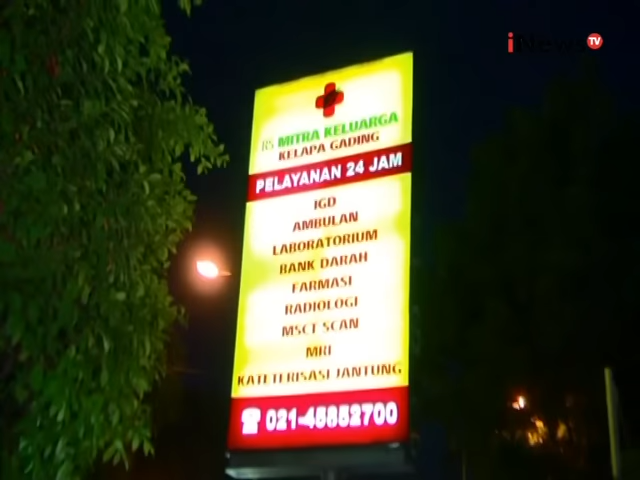 iNews TV
RS MITRA KELUARGA
KELAPA GADING
PELAYANAN 24 JAM
IGD
AMBULAN
LABORATORIUM
BANK DARAH
FARMASI
RADIOLOGI
MSCT SCAN
MRI
KATETERISASI JANTUNG
☎ 021-45852700